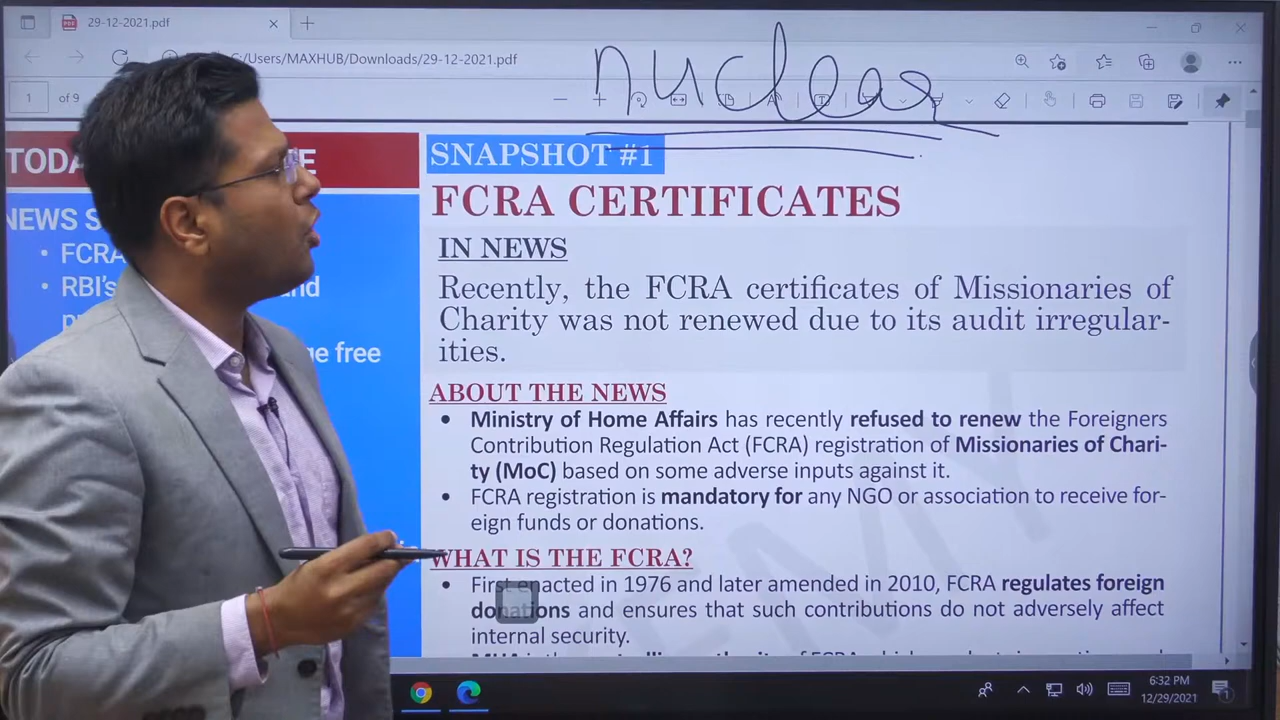 29-12-2021.pdf
C:/Users/MAXHUB/Downloads/29-12-2021.pdf
nuclear
1 of 9
SNAPSHOT #1
FCRA CERTIFICATES
IN NEWS
Recently, the FCRA certificates of Missionaries of
Charity was not renewed due to its audit irregular-
ities.
ABOUT THE NEWS
• Ministry of Home Affairs has recently refused to renew the Foreigners
Contribution Regulation Act (FCRA) registration of Missionaries of Chari-
ty (MoC) based on some adverse inputs against it.
• FCRA registration is mandatory for any NGO or association to receive for-
eign funds or donations.
WHAT IS THE FCRA?
• First enacted in 1976 and later amended in 2010, FCRA regulates foreign
donations and ensures that such contributions do not adversely affect
internal security.
NEWS
• FCRA
• RBI's
free
6:32 PM
12/29/2021